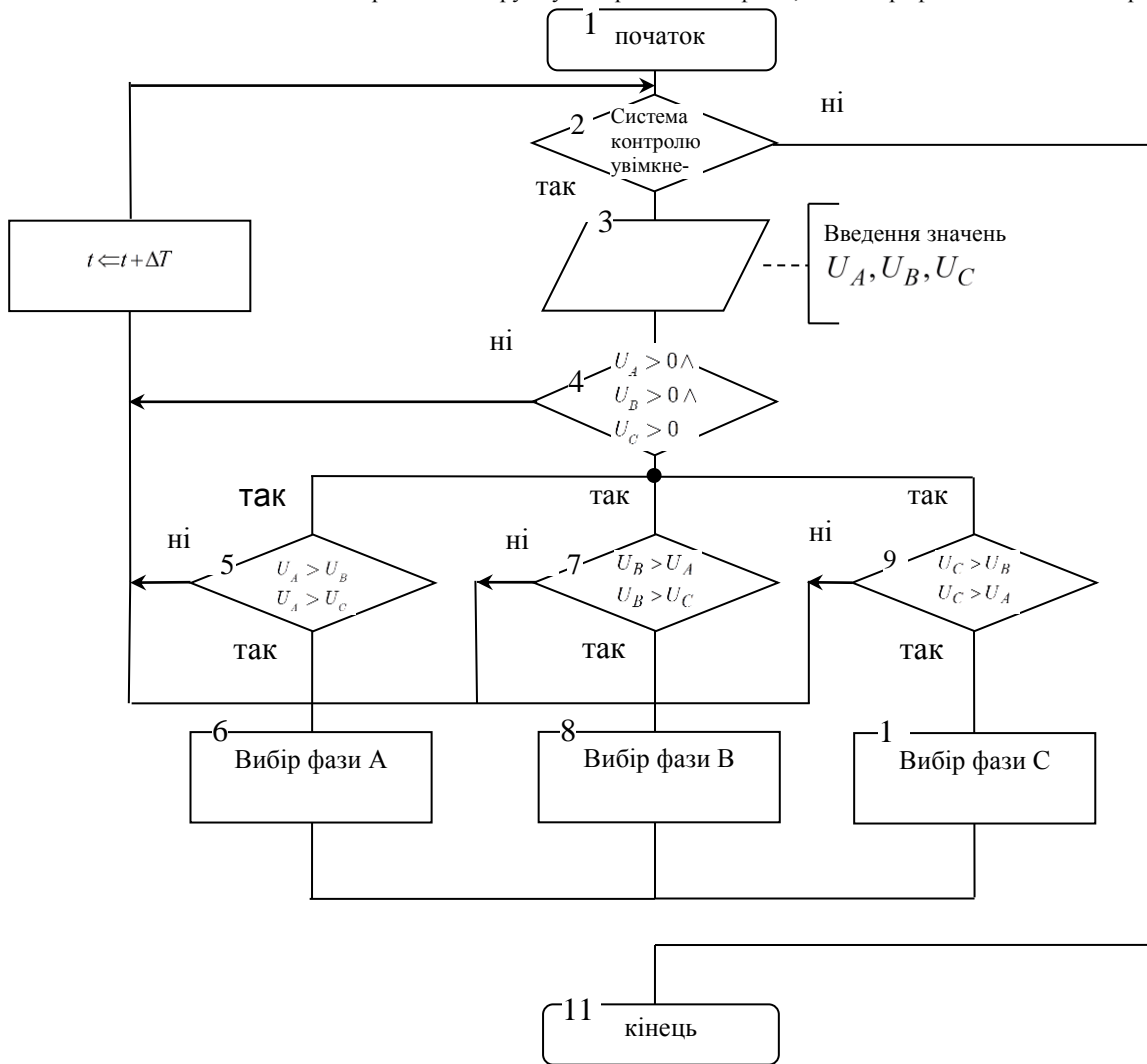 1 початок
ні
2 Система
контролю
увімкне-
так
3
Введення значень
U_A, U_B, U_C
t ⇐ t + ΔT
ні
4
U_A > 0 ∧
U_B > 0 ∧
U_C > 0
так
так
так
ні
ні
ні
5
U_A > U_B
U_A > U_C
7
U_B > U_A
U_B > U_C
9
U_C > U_B
U_C > U_A
так
так
так
6
Вибір фази А
8
Вибір фази В
1
Вибір фази С
11
кінець